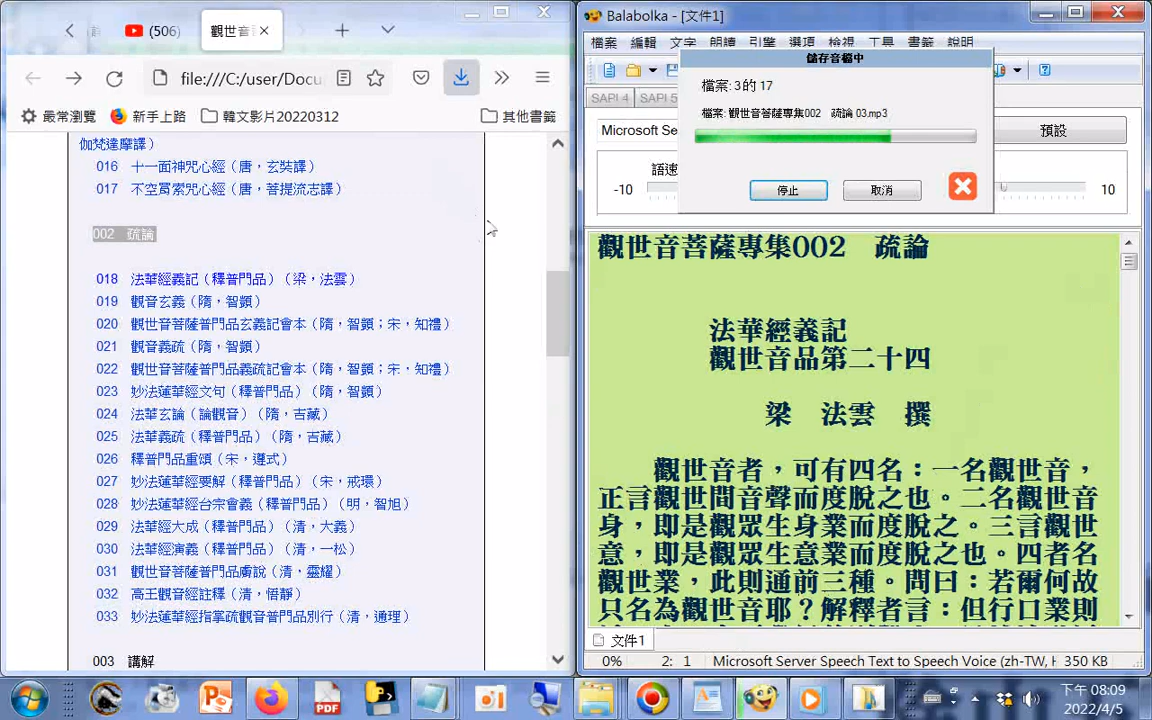 (506)
觀世音
file:///C:/user/Docu
最常瀏覽
新手上路
韓文影片20220312
其他書籤
伽梵達摩譯）
016 十一面神咒心經（唐，玄奘譯）
017 不空罥索咒心經（唐，菩提流志譯）
002 疏論
018 法華經義記（釋普門品）（梁，法雲）
019 觀音玄義（隋，智顗）
020 觀世音菩薩普門品玄義記會本（隋，智顗；宋，知禮）
021 觀音義疏（隋，智顗）
022 觀世音菩薩普門品義疏記會本（隋，智顗；宋，知禮）
023 妙法蓮華經文句（釋普門品）（隋，智顗）
024 法華玄論（論觀音）（隋，吉藏）
025 法華義疏（釋普門品）（隋，吉藏）
026 釋普門品重頌（宋，遵式）
027 妙法蓮華經要解（釋普門品）（宋，戒環）
028 妙法蓮華經台宗會義（釋普門品）（明，智旭）
029 法華經大成（釋普門品）（清，大義）
030 法華經演義（釋普門品）（清，一松）
031 觀世音菩薩普門品膚說（清，靈耀）
032 高王觀音經註釋（清，悟靜）
033 妙法蓮華經指掌疏觀音普門品別行（清，通理）
003 講解
Balabolka - [文件1]
檔案 編輯 文字 朗讀 引擎 選項 檢視 工具 書籤 說明
儲存音檔中
檔案: 3的 17
檔案: 觀世音菩薩專集002 疏論 03.mp3
停止
取消
SAPI 4
SAPI 5
Microsoft Se
預設
語速
-10
10
觀世音菩薩專集002 疏論
法華經義記
觀世音品第二十四
梁 法雲 撰
觀世音者，可有四名：一名觀世音，
正言觀世間音聲而度脫之也。二名觀世音
身，即是觀眾生身業而度脫之。三言觀世
意，即是觀眾生意業而度脫之也。四者名
觀世業，此則通前三種。問曰：若爾何故
只名為觀世音耶？解釋者言：但行口業則
文件1
0%
2: 1
Microsoft Server Speech Text to Speech Voice (zh-TW, H
350 KB
PDF
下午 08:09
2022/4/5